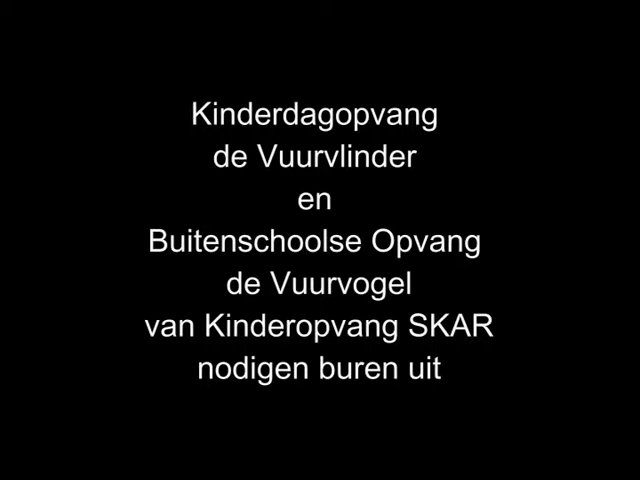 Kinderdagopvang
de Vuurvlinder
en
Buitenschoolse Opvang
de Vuurvogel
van Kinderopvang SKAR
nodigen buren uit